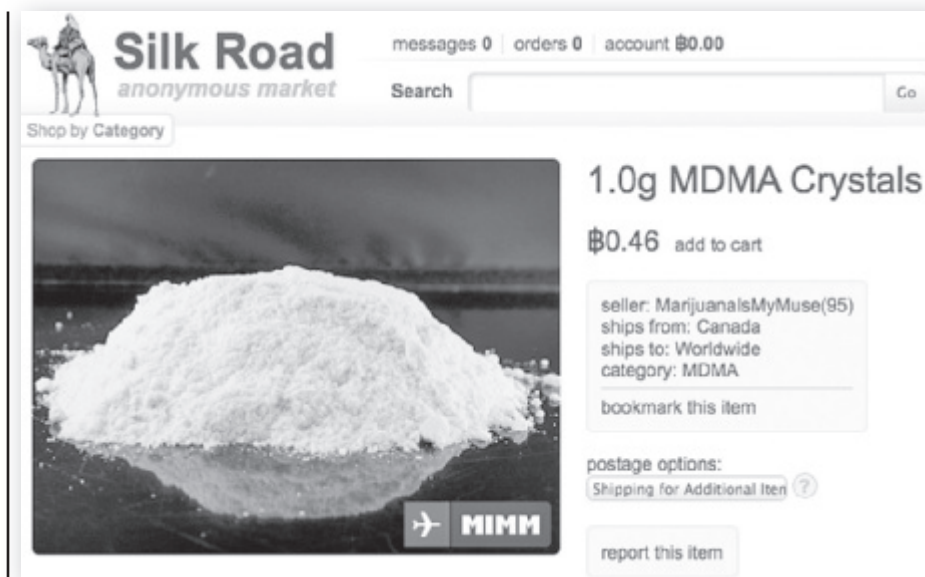 Silk Road
anonymous market
messages 0 orders 0 account ฿0.00
Search Go
Shop by Category
1.0g MDMA Crystals
฿0.46 add to cart
seller: MarijuanaIsMyMuse(95)
ships from: Canada
ships to: Worldwide
category: MDMA
bookmark this item
postage options:
Shipping for Additional Iten ?
report this item
MIMM